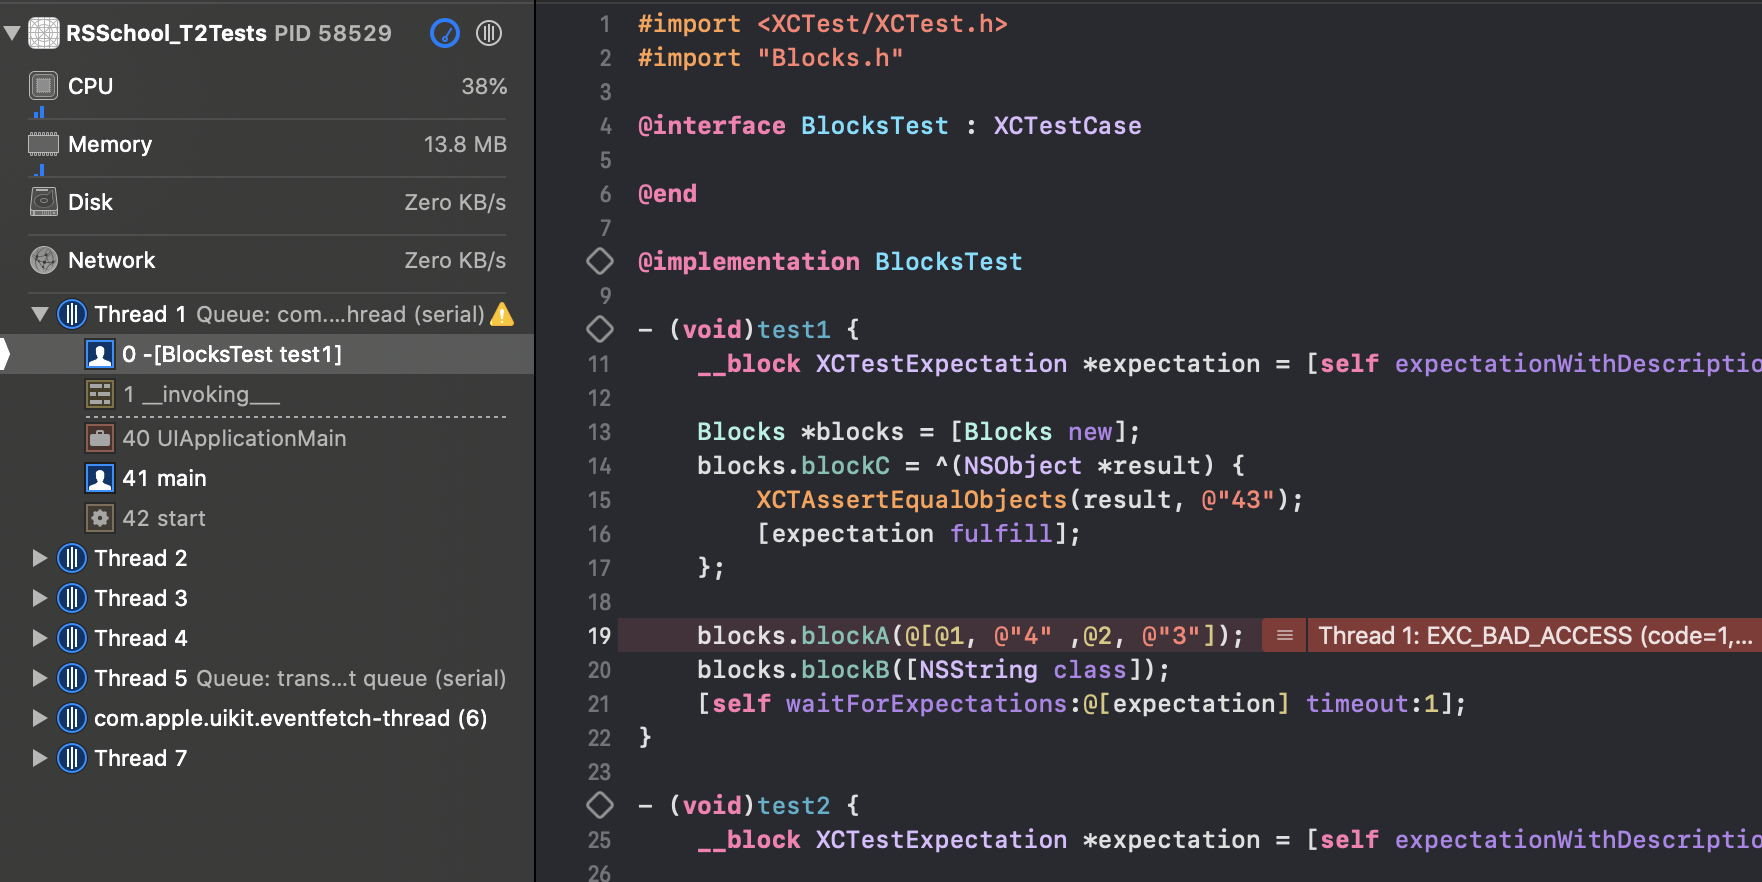 RSSchool_T2Tests PID 58529
CPU 38%
Memory 13.8 MB
Disk Zero KB/s
Network Zero KB/s
Thread 1 Queue: com....hread (serial)
0 -[BlocksTest test1]
1 __invoking___
40 UIApplicationMain
41 main
42 start
Thread 2
Thread 3
Thread 4
Thread 5 Queue: trans...t queue (serial)
com.apple.uikit.eventfetch-thread (6)
Thread 7
1 #import <XCTest/XCTest.h>
2 #import "Blocks.h"
3
4 @interface BlocksTest : XCTestCase
5
6 @end
7
@implementation BlocksTest
9
- (void)test1 {
11 __block XCTestExpectation *expectation = [self expectationWithDescriptio
12
13 Blocks *blocks = [Blocks new];
14 blocks.blockC = ^(NSObject *result) {
15 XCTAssertEqualObjects(result, @"43");
16 [expectation fulfill];
17 };
18
19 blocks.blockA(@[@1, @"4" ,@2, @"3"]); Thread 1: EXC_BAD_ACCESS (code=1,...
20 blocks.blockB([NSString class]);
21 [self waitForExpectations:@[expectation] timeout:1];
22 }
23
- (void)test2 {
25 __block XCTestExpectation *expectation = [self expectationWithDescriptio
26